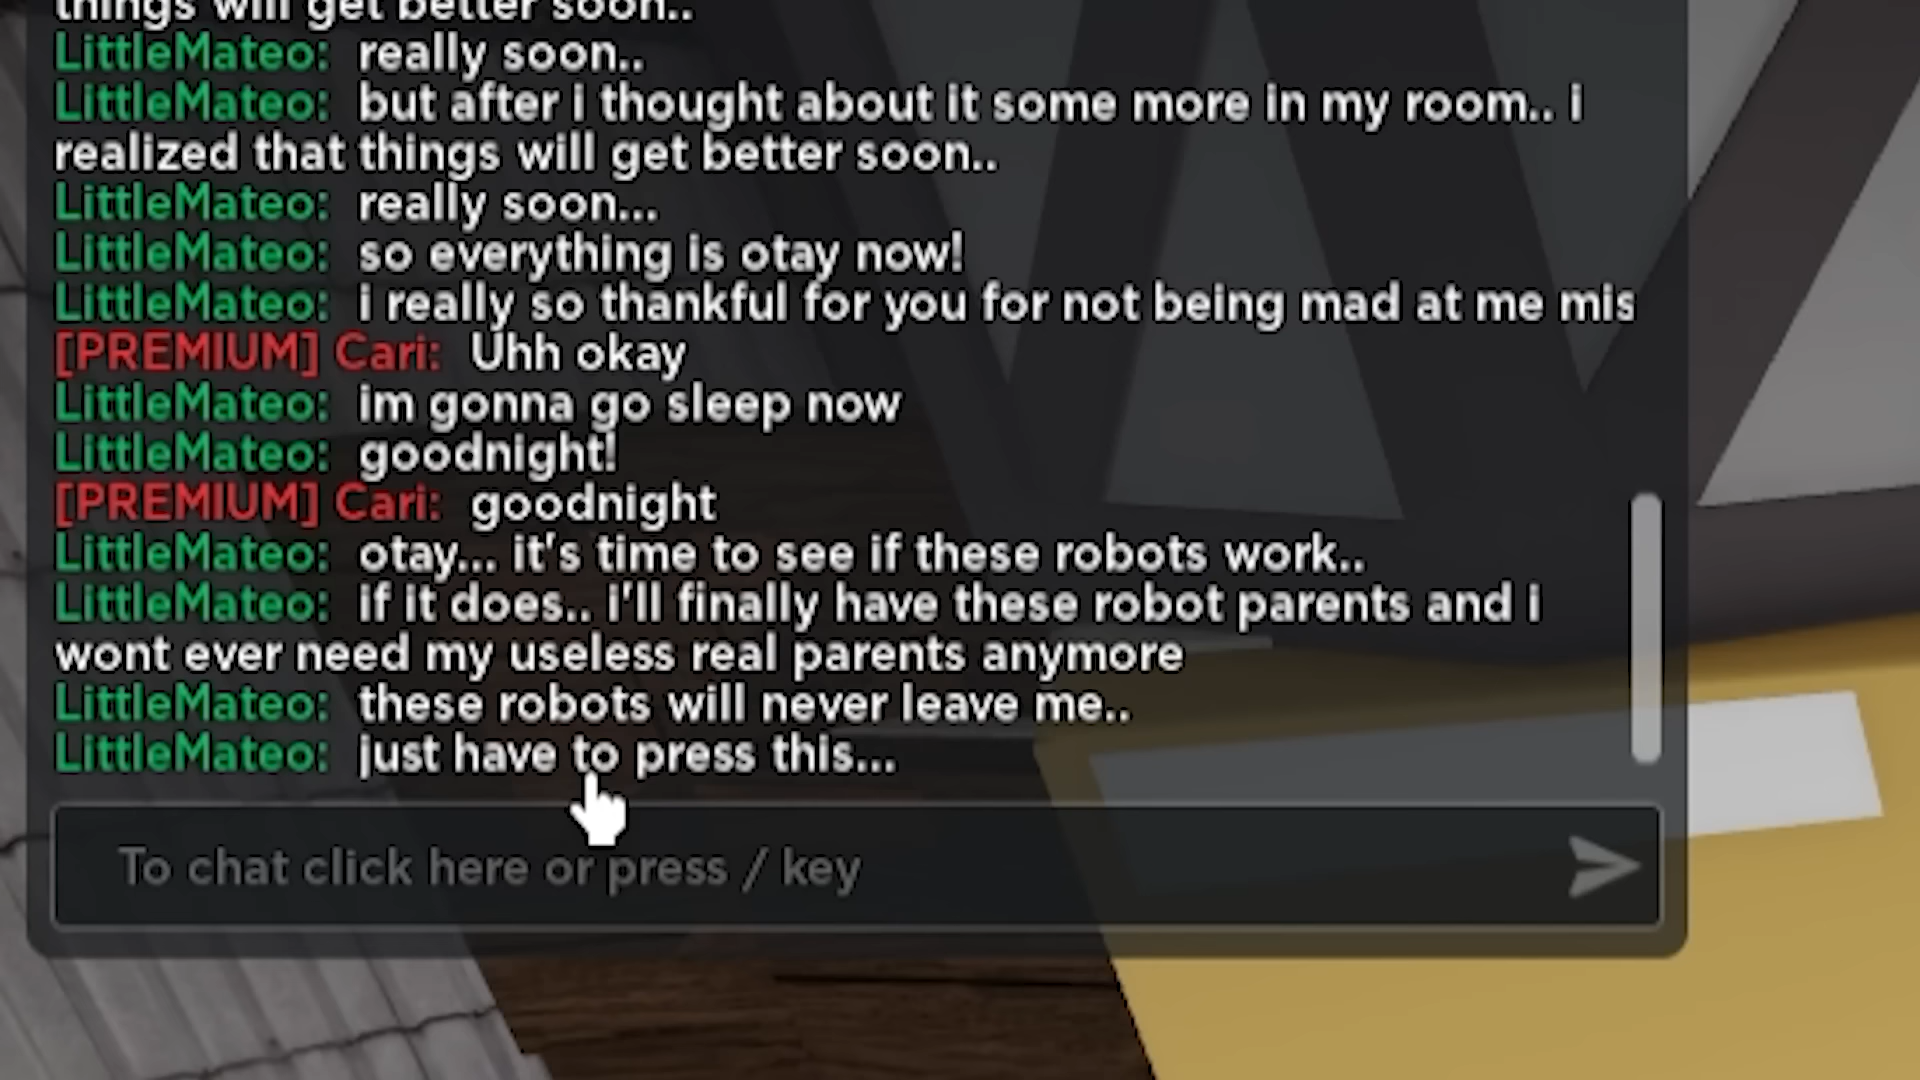 things will get better soon..
LittleMateo: really soon..
LittleMateo: but after i thought about it some more in my room.. i
realized that things will get better soon..
LittleMateo: really soon...
LittleMateo: so everything is otay now!
LittleMateo: i really so thankful for you for not being mad at me mis
[PREMIUM] Cari: Uhh okay
LittleMateo: im gonna go sleep now
LittleMateo: goodnight!
[PREMIUM] Cari: goodnight
LittleMateo: otay... it's time to see if these robots work..
LittleMateo: if it does.. i'll finally have these robot parents and i
wont ever need my useless real parents anymore
LittleMateo: these robots will never leave me..
LittleMateo: just have to press this...
To chat click here or press / key